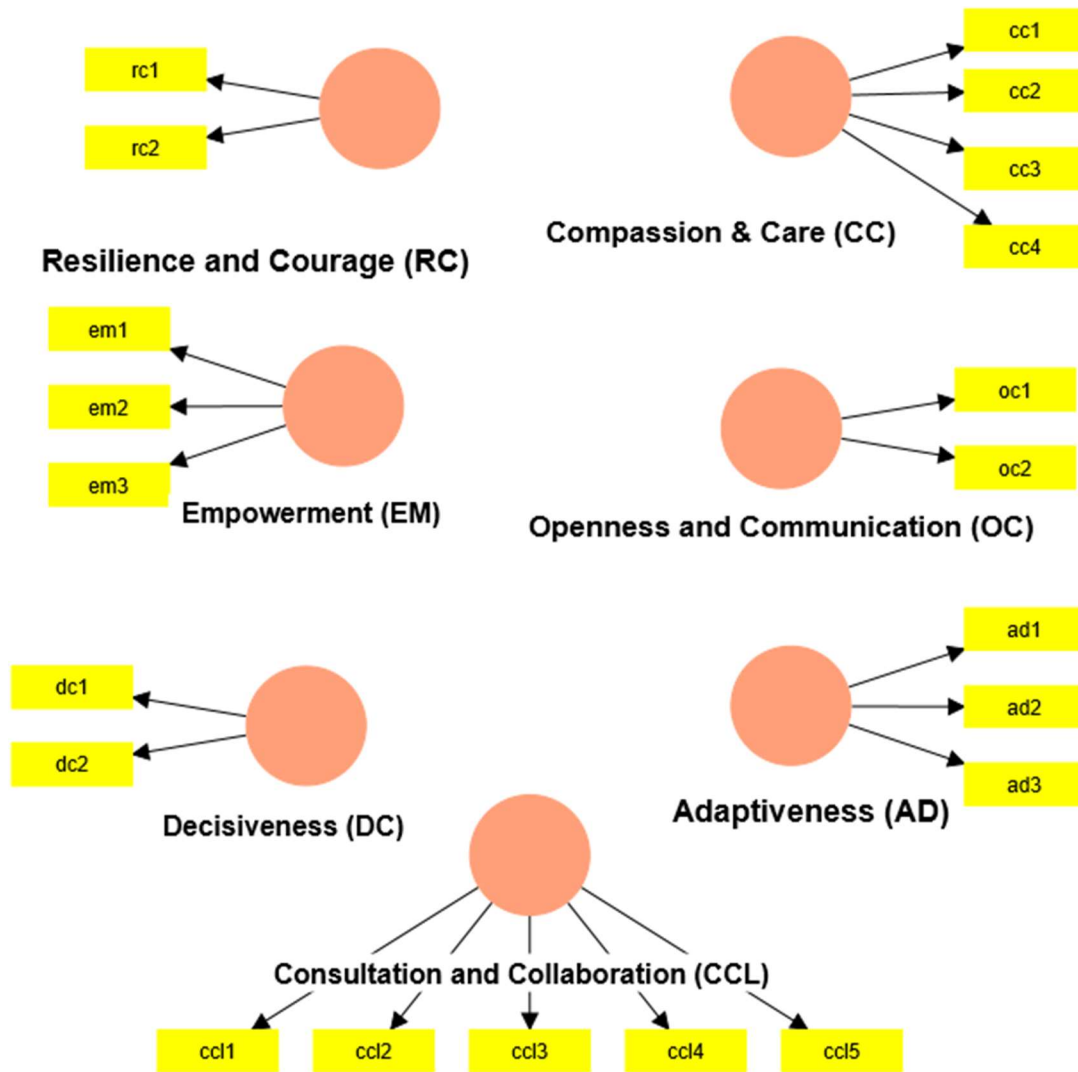 rc1
rc2
Resilience and Courage (RC)
cc1
cc2
cc3
cc4
Compassion & Care (CC)
em1
em2
em3
Empowerment (EM)
oc1
oc2
Openness and Communication (OC)
dc1
dc2
Decisiveness (DC)
ad1
ad2
ad3
Adaptiveness (AD)
Consultation and Collaboration (CCL)
ccl1
ccl2
ccl3
ccl4
ccl5